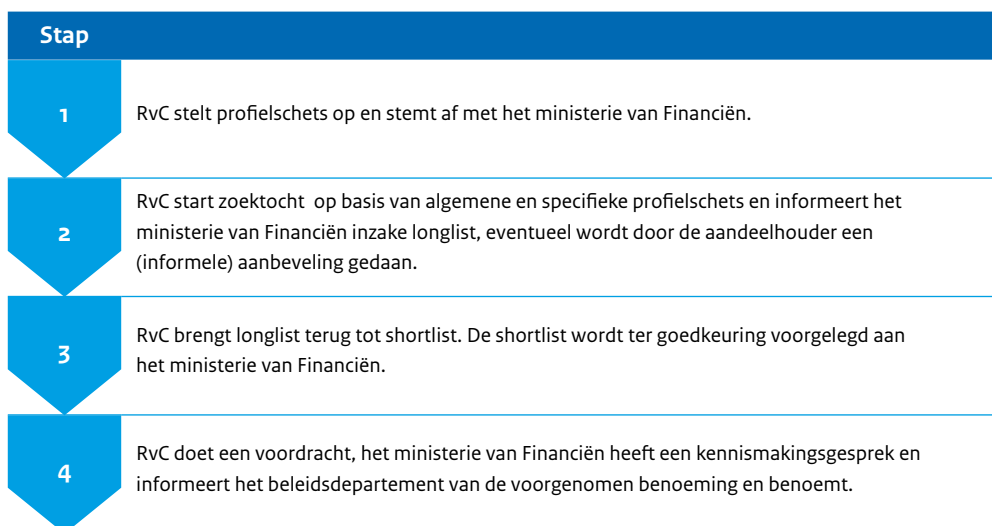 Stap
1
RvC stelt profielschets op en stemt af met het ministerie van Financiën.
2
RvC start zoektocht op basis van algemene en specifieke profielschets en informeert het
ministerie van Financiën inzake longlist, eventueel wordt door de aandeelhouder een
(informele) aanbeveling gedaan.
3
RvC brengt longlist terug tot shortlist. De shortlist wordt ter goedkeuring voorgelegd aan
het ministerie van Financiën.
4
RvC doet een voordracht, het ministerie van Financiën heeft een kennismakingsgesprek en
informeert het beleidsdepartement van de voorgenomen benoeming en benoemt.